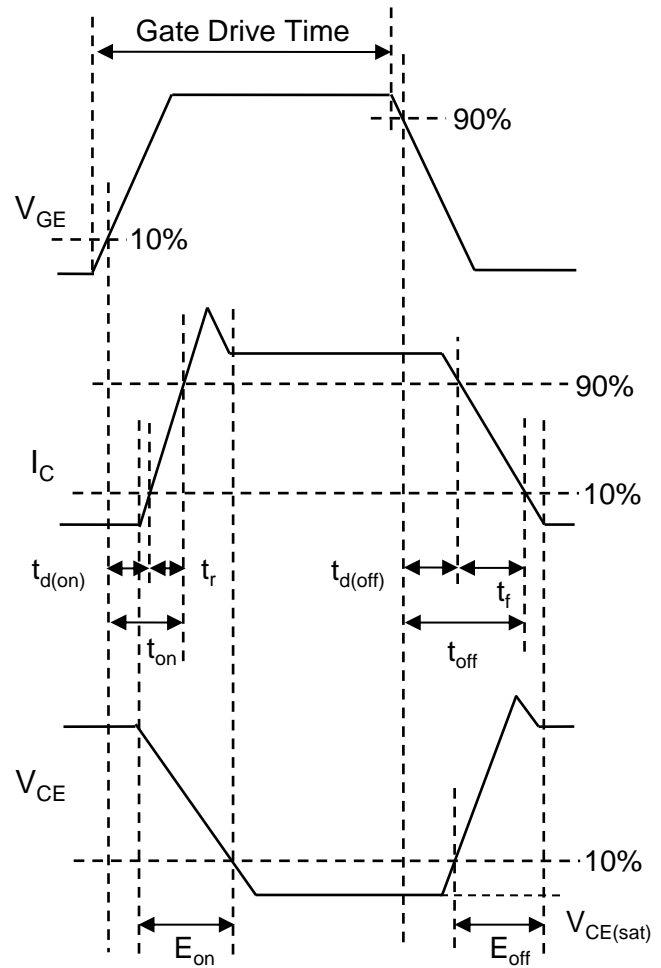 Gate Drive Time
90%
V_GE
10%
90%
I_C
10%
t_d(on)
t_r
t_d(off)
t_f
t_on
t_off
V_CE
10%
V_CE(sat)
E_on
E_off